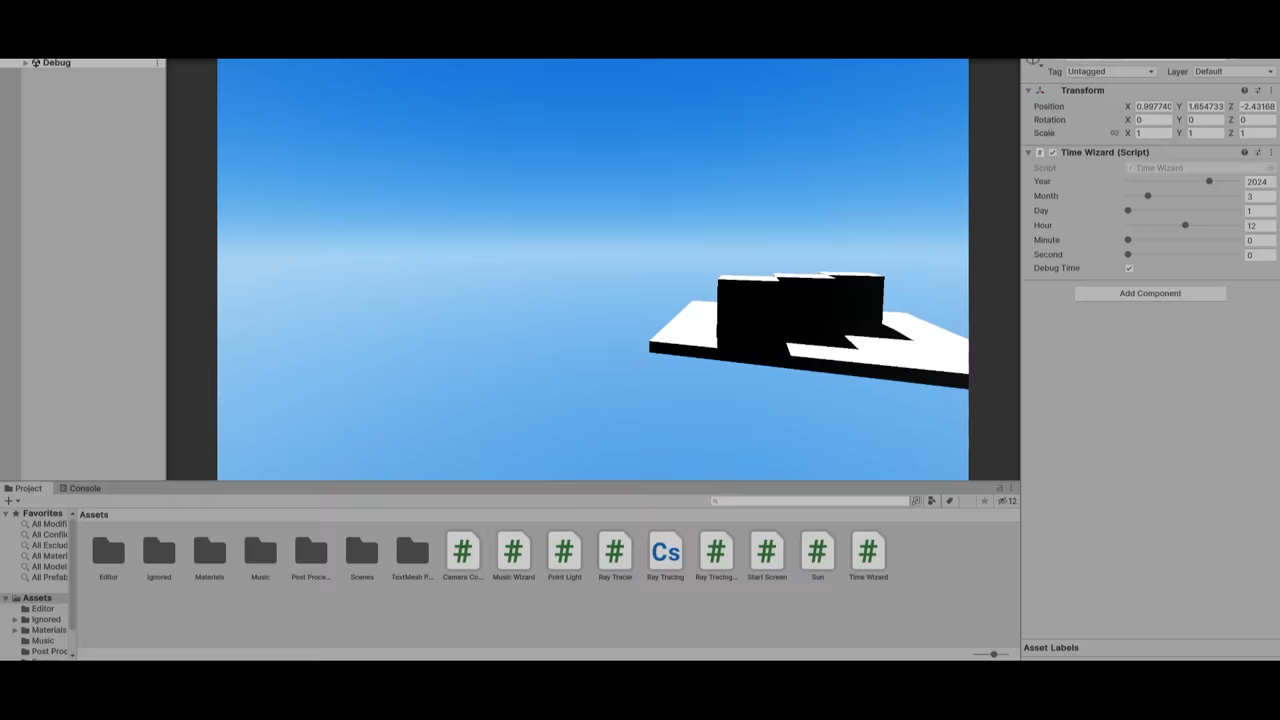 Debug
Tag Untagged Layer Default
Transform
Position X 0.99774 Y 1.654733 Z -2.43168
Rotation X 0 Y 0 Z 0
Scale X 1 Y 1 Z 1
Time Wizard (Script)
Script Time Wizard
Year 2024
Month 3
Day 1
Hour 12
Minute 0
Second 0
Debug Time
Add Component
Project Console
12
Favorites
All Modifi
All Conflic
All Exclud
All Materi
All Model
All Prefab
Assets
Editor
Ignored
Materials
Music
Post Proc
Assets
Editor Ignored Materials Music Post Proce... Scenes TextMesh P... Camera Co... Music Wizard Point Light Ray Tracer Cs Ray Tracing Ray Tracing... Start Screen Sun Time Wizard
Asset Labels